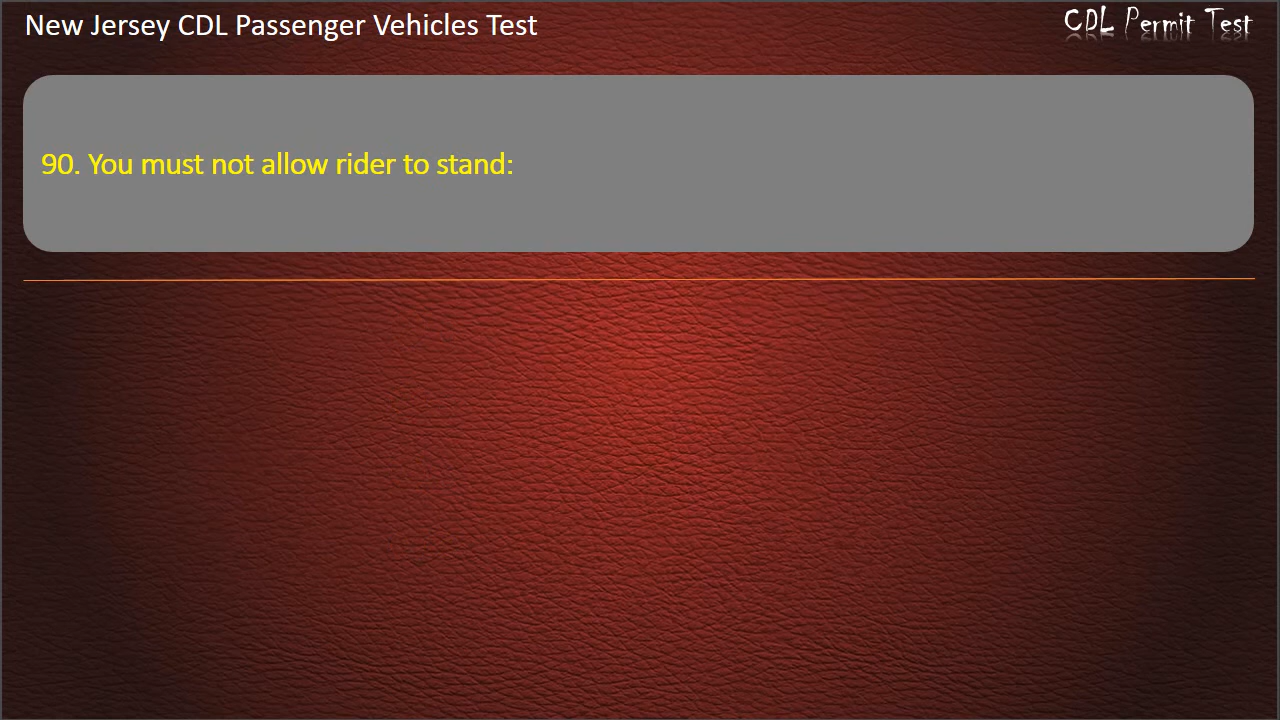 New Jersey CDL Passenger Vehicles Test
CDL Permit Test
90. You must not allow rider to stand: